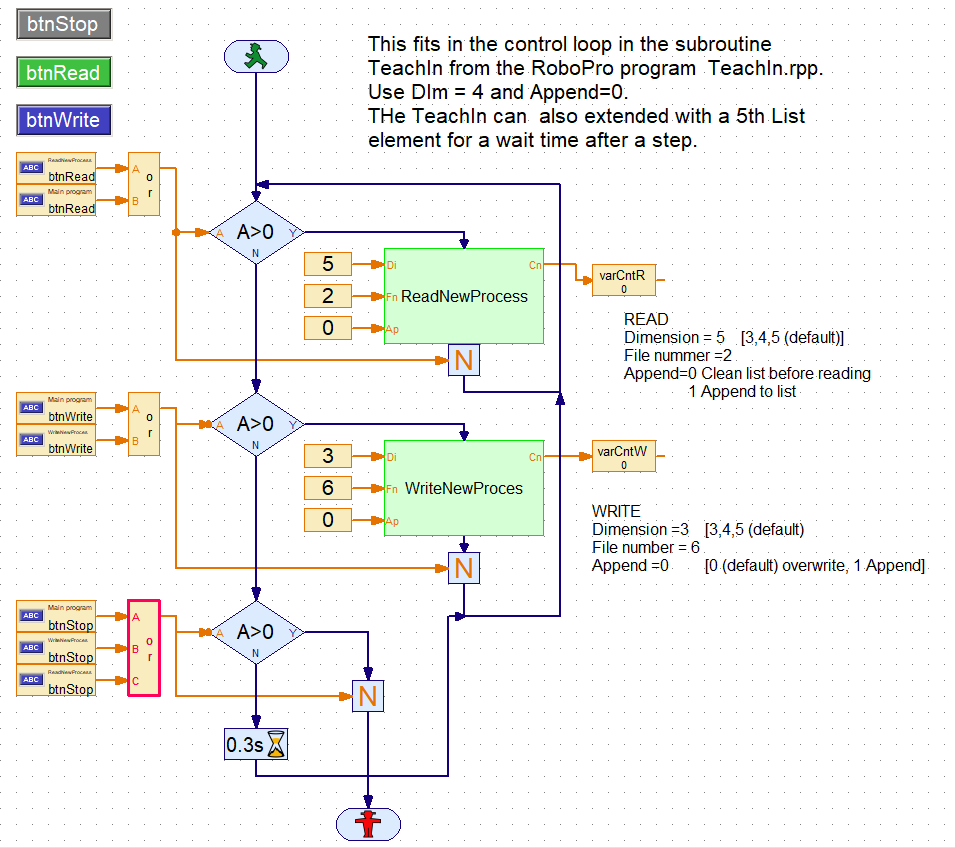 btnStop
btnRead
btnWrite
This fits in the control loop in the subroutine
TeachIn from the RoboPro program TeachIn.rpp.
Use DIm = 4 and Append=0.
THe TeachIn can also extended with a 5th List
element for a wait time after a step.
ABC ReadNewProcess btnRead A
ABC Main program btnRead B
or
A A>0 Y
N
5 Di Cn
2 Fn ReadNewProcess
0 Ap
varCntR
0
N
READ
Dimension = 5 [3,4,5 (default)]
File nummer =2
Append=0 Clean list before reading
1 Append to list
ABC Main program btnWrite A
ABC WriteNewProces btnWrite B
or
A A>0 Y
N
3 Di Cn
6 Fn WriteNewProces
0 Ap
varCntW
0
N
WRITE
Dimension =3 [3,4,5 (default)
File number = 6
Append =0 [0 (default) overwrite, 1 Append]
ABC Main program btnStop A
ABC WriteNewProces btnStop B
ABC ReadNewProcess btnStop C
or
A A>0 Y
N
N
0.3s